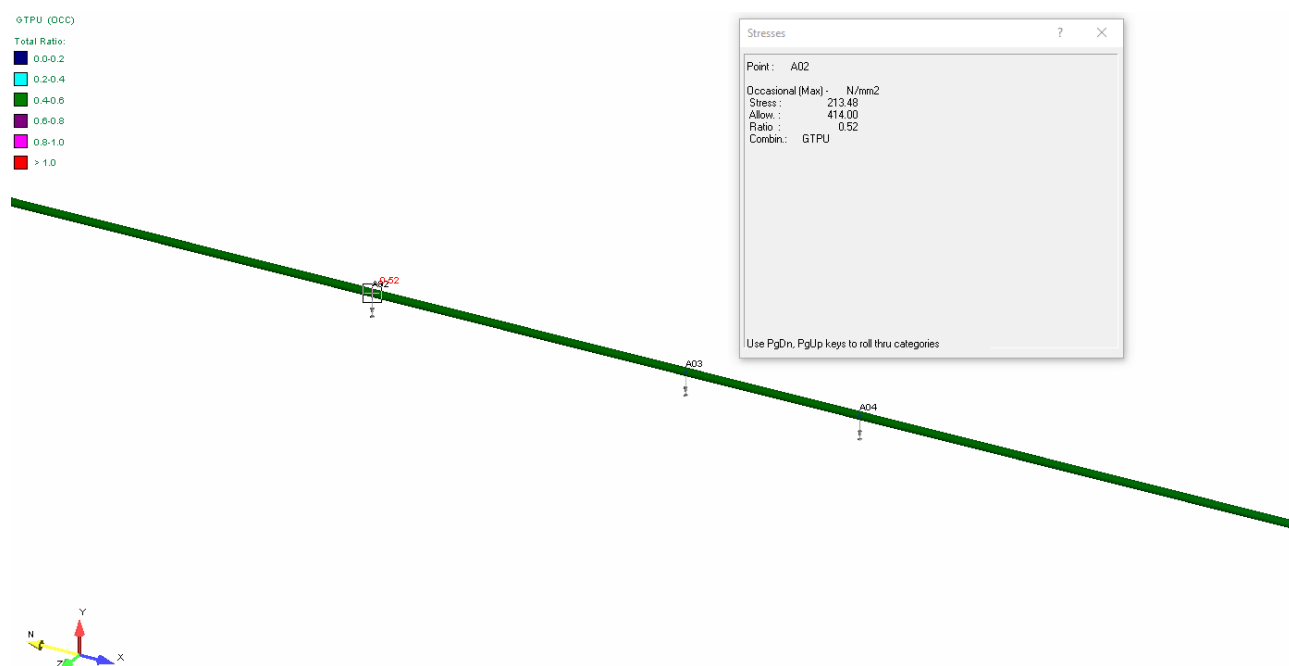 GTPU (OCC)
Total Ratio:
0.0-0.2
0.2-0.4
0.4-0.6
0.6-0.8
0.8-1.0
> 1.0
Stresses ? ×
Point : A02
Occasional (Max) - N/mm2
Stress : 213.48
Allow. : 414.00
Ratio : 0.52
Combin.: GTPU
Use PgDn, PgUp keys to roll thru categories
A02 0.52
A03
A04
Y
N
Z
X